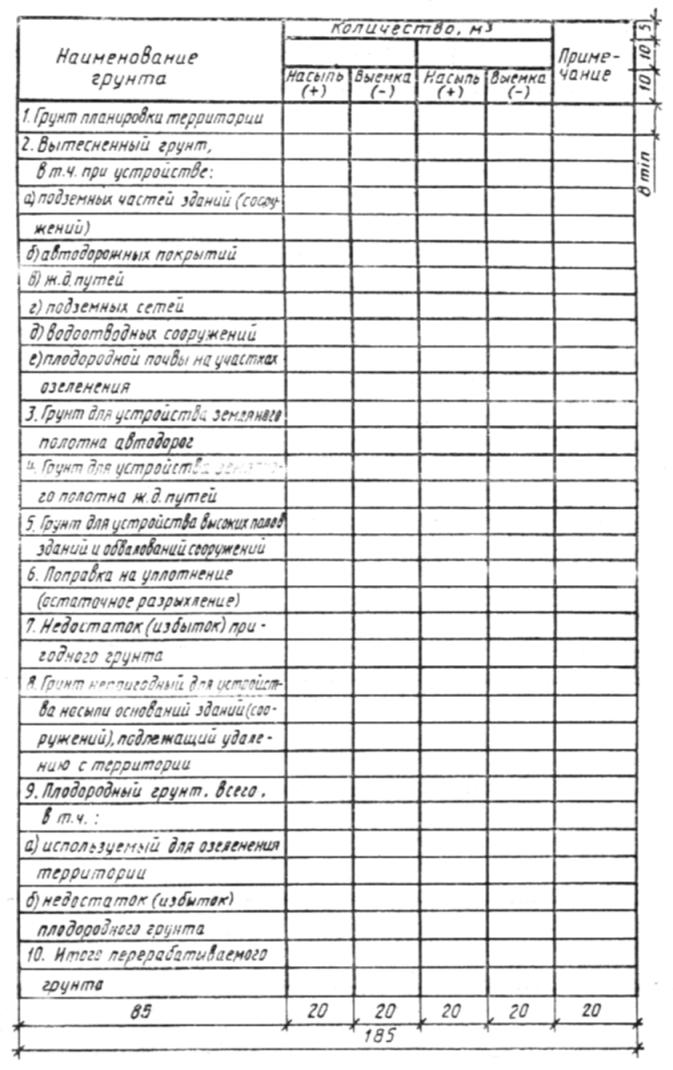 Наименование
грунта
Количество, м3
Насыпь
(+)
Выемка
(-)
Насыпь
(+)
Выемка
(-)
Приме-
чание
5
10
10
8 min
1. Грунт планировки территории
2. Вытесненный грунт,
в т.ч. при устройстве:
а) подземных частей зданий (соору-
жений)
б) автодорожных покрытий
в) ж.д. путей
г) подземных сетей
д) водоотводных сооружений
е) плодородной почвы на участках
озеленения
3. Грунт для устройства земляного
полотна автодорог
4. Грунт для устройства земляно-
го полотна ж.д. путей
5. Грунт для устройства высоких полов
зданий и обвалований сооружений
6. Поправка на уплотнение
(остаточное разрыхление)
7. Недостаток (избыток) при-
годного грунта
8. Грунт непригодный для устройст-
ва насыпи оснований зданий (соо-
ружений), подлежащий удале-
нию с территории
9. Плодородный грунт, всего,
в т.ч. :
а) используемый для озеленения
территории
б) недостаток (избыток)
плодородного грунта
10. Итого перерабатываемого
грунта
85 20 20 20 20 20
185